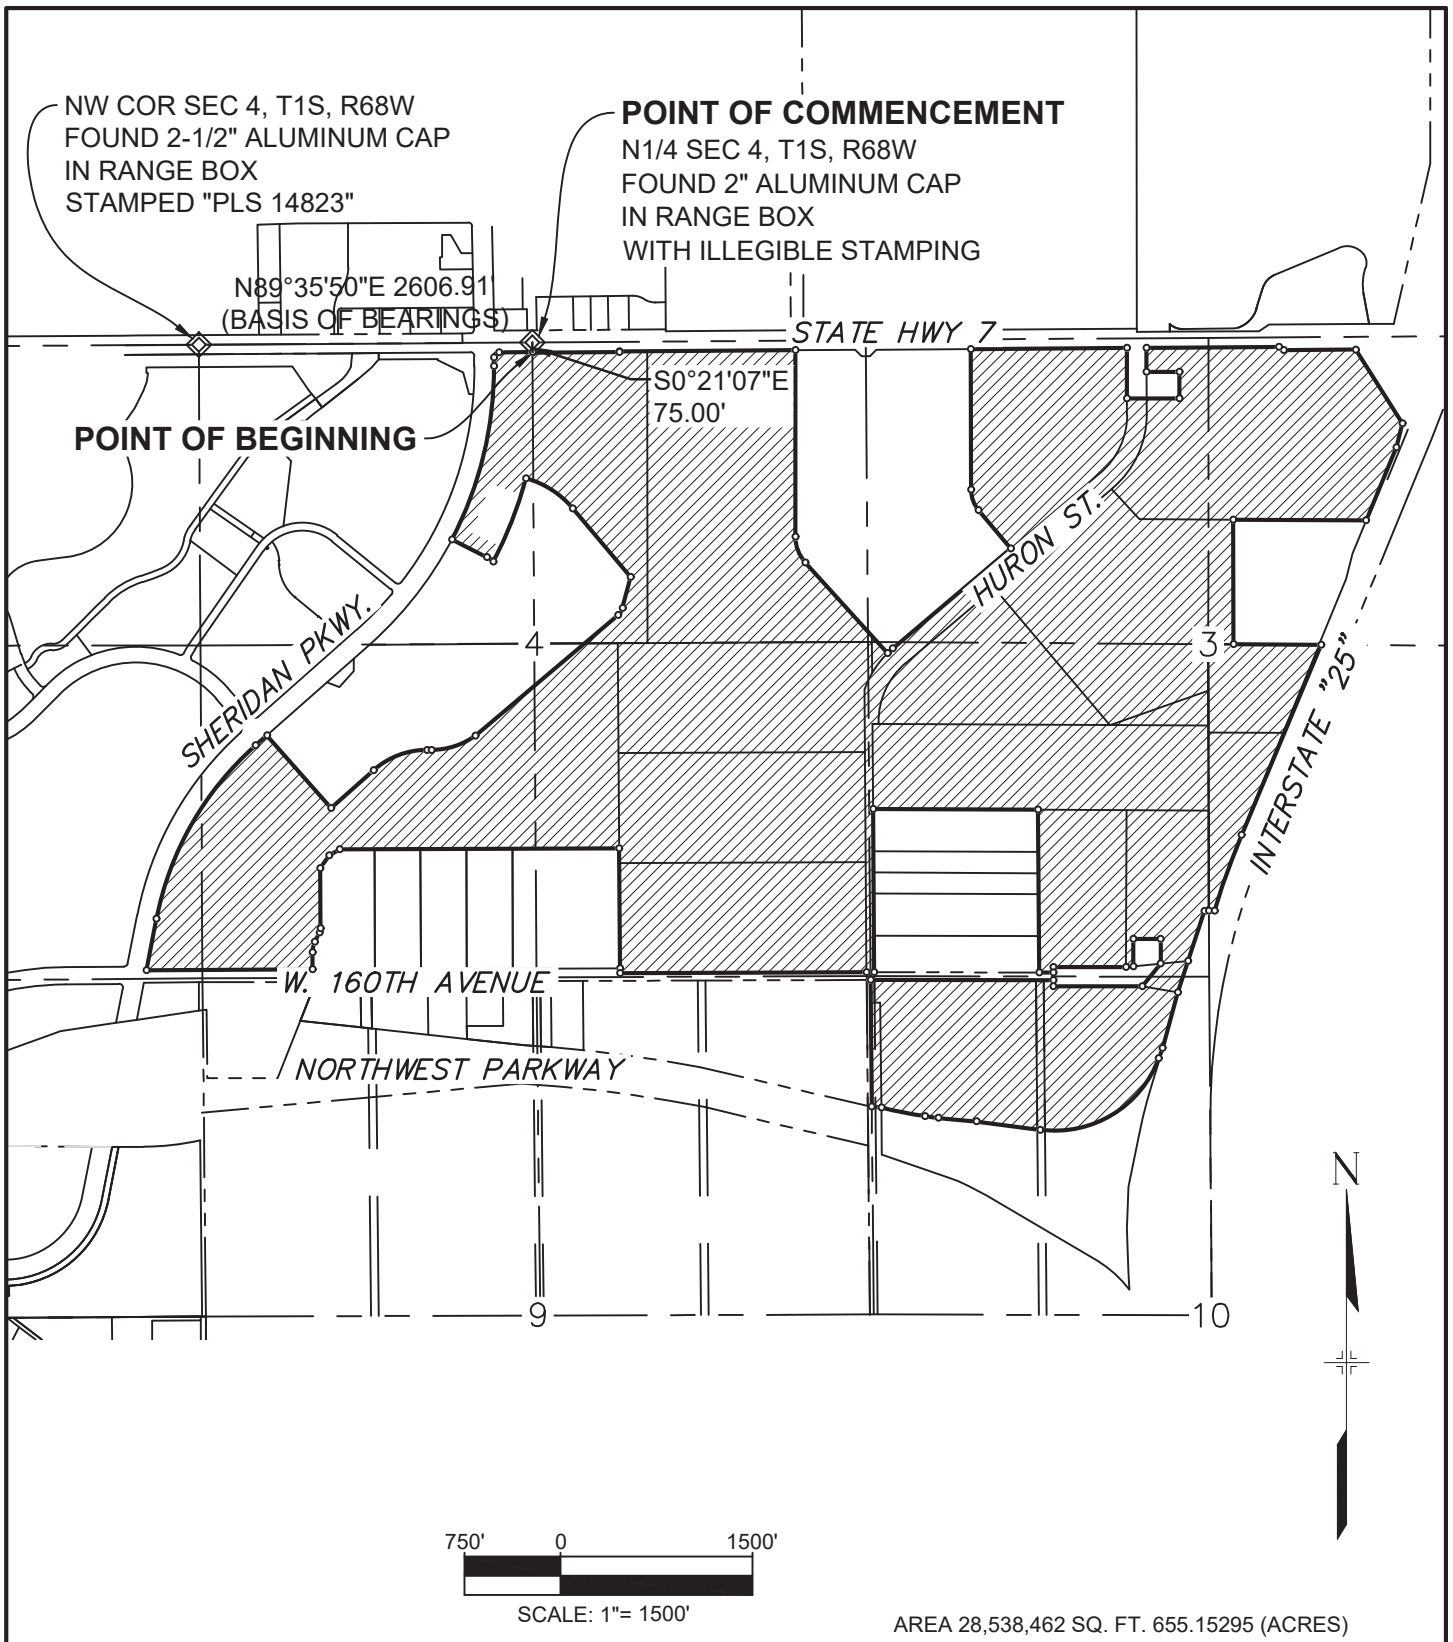 NW COR SEC 4, T1S, R68W
FOUND 2-1/2" ALUMINUM CAP
IN RANGE BOX
STAMPED "PLS 14823"
POINT OF COMMENCEMENT
N1/4 SEC 4, T1S, R68W
FOUND 2" ALUMINUM CAP
IN RANGE BOX
WITH ILLEGIBLE STAMPING
N89°35'50"E 2606.91'
(BASIS OF BEARINGS)
STATE HWY 7
S0°21'07"E
75.00'
POINT OF BEGINNING
HURON ST.
SHERIDAN PKWY.
4
3
INTERSTATE "25"
W. 160TH AVENUE
NORTHWEST PARKWAY
N
9
10
750' 0 1500'
SCALE: 1"= 1500'
AREA 28,538,462 SQ. FT. 655.15295 (ACRES)